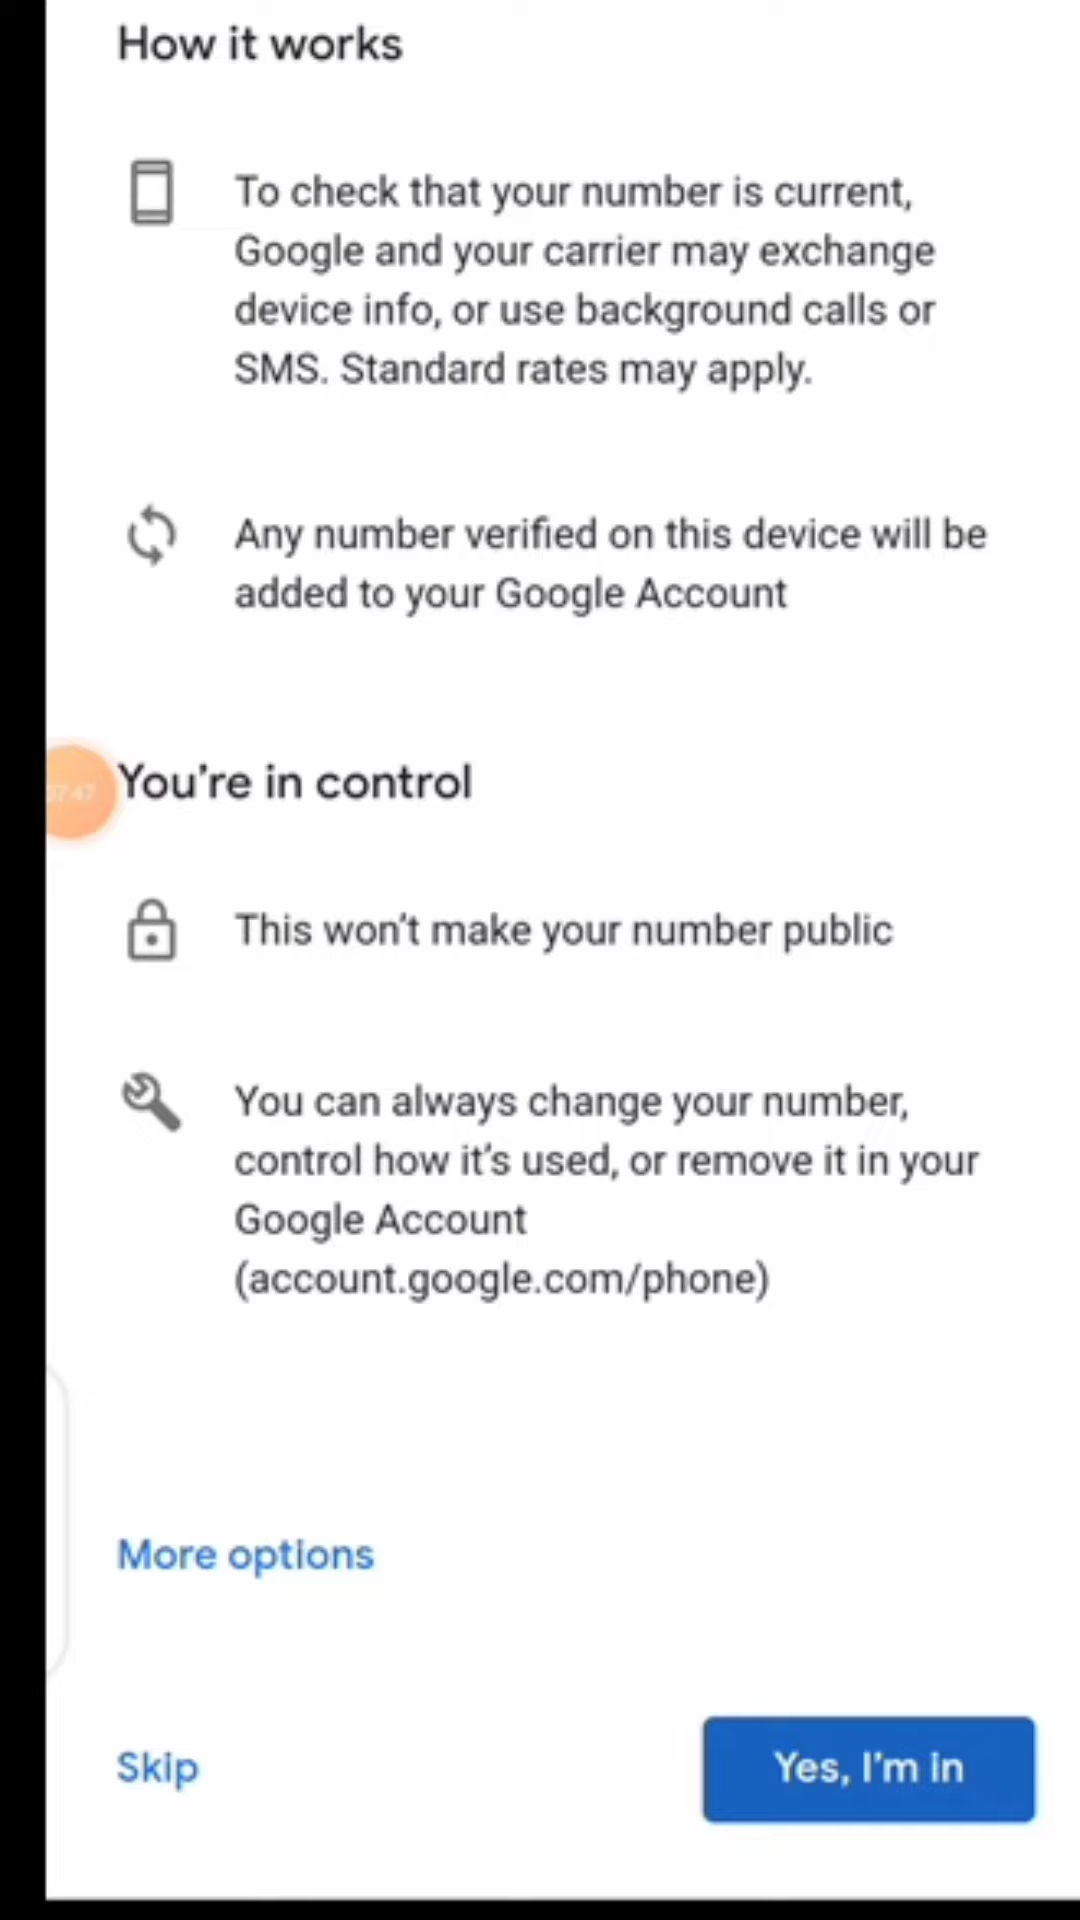 How it works
To check that your number is current,
Google and your carrier may exchange
device info, or use background calls or
SMS. Standard rates may apply.
Any number verified on this device will be
added to your Google Account
07:47
You're in control
This won't make your number public
You can always change your number,
control how it's used, or remove it in your
Google Account
(account.google.com/phone)
More options
Skip
Yes, I'm in